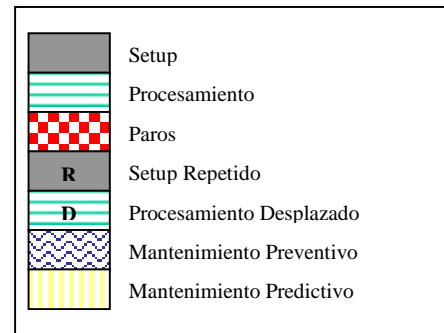 Setup
Procesamiento
Paros
R Setup Repetido
D Procesamiento Desplazado
Mantenimiento Preventivo
Mantenimiento Predictivo